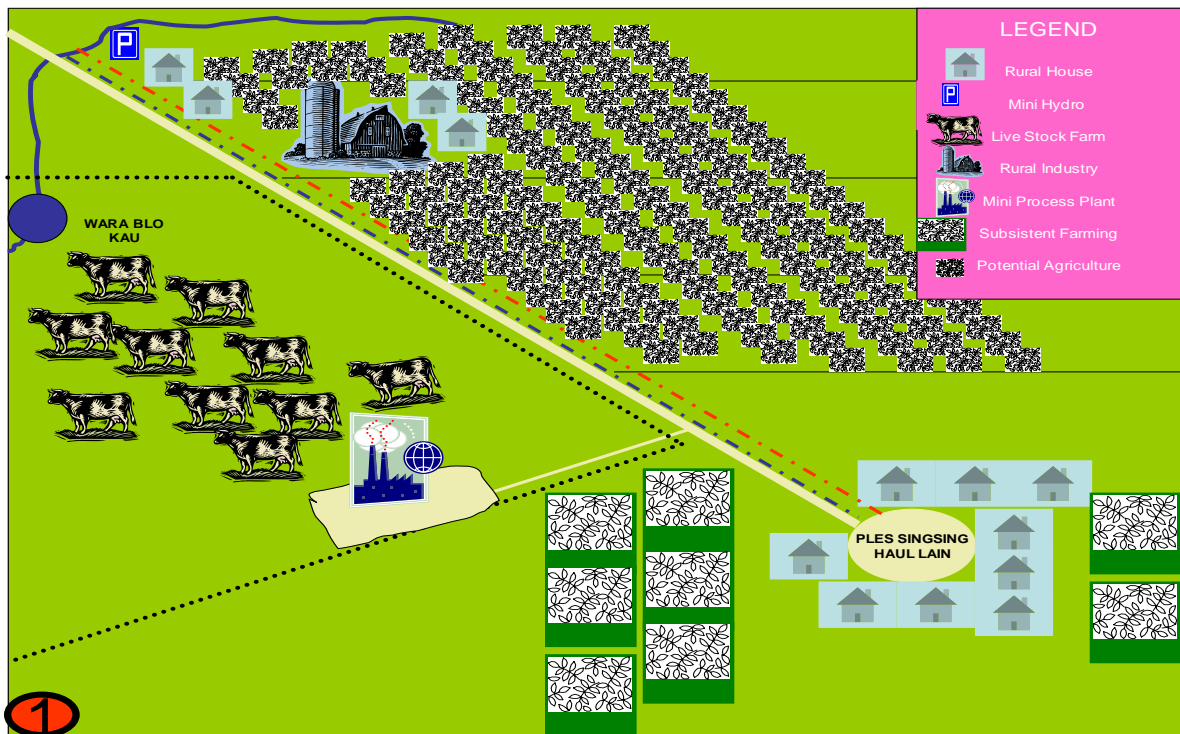 P
LEGEND
Rural House
P
Mini Hydro
Live Stock Farm
Rural Industry
Mini Process Plant
Subsistent Farming
Potential Agriculture
WARA BLO
KAU
PLES SINGSING
HAUL LAIN
1